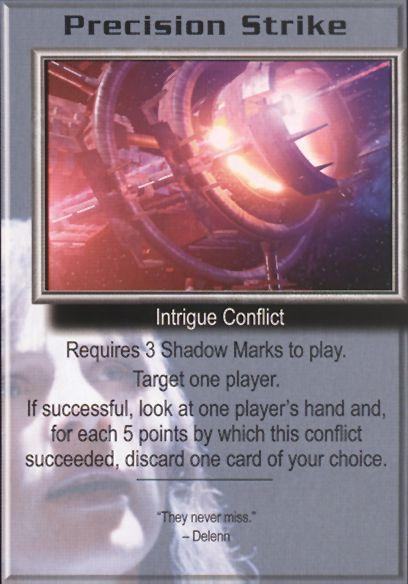 Precision Strike
Intrigue Conflict
Requires 3 Shadow Marks to play.
Target one player.
If successful, look at one player's hand and,
for each 5 points by which this conflict
succeeded, discard one card of your choice.
"They never miss."
– Delenn